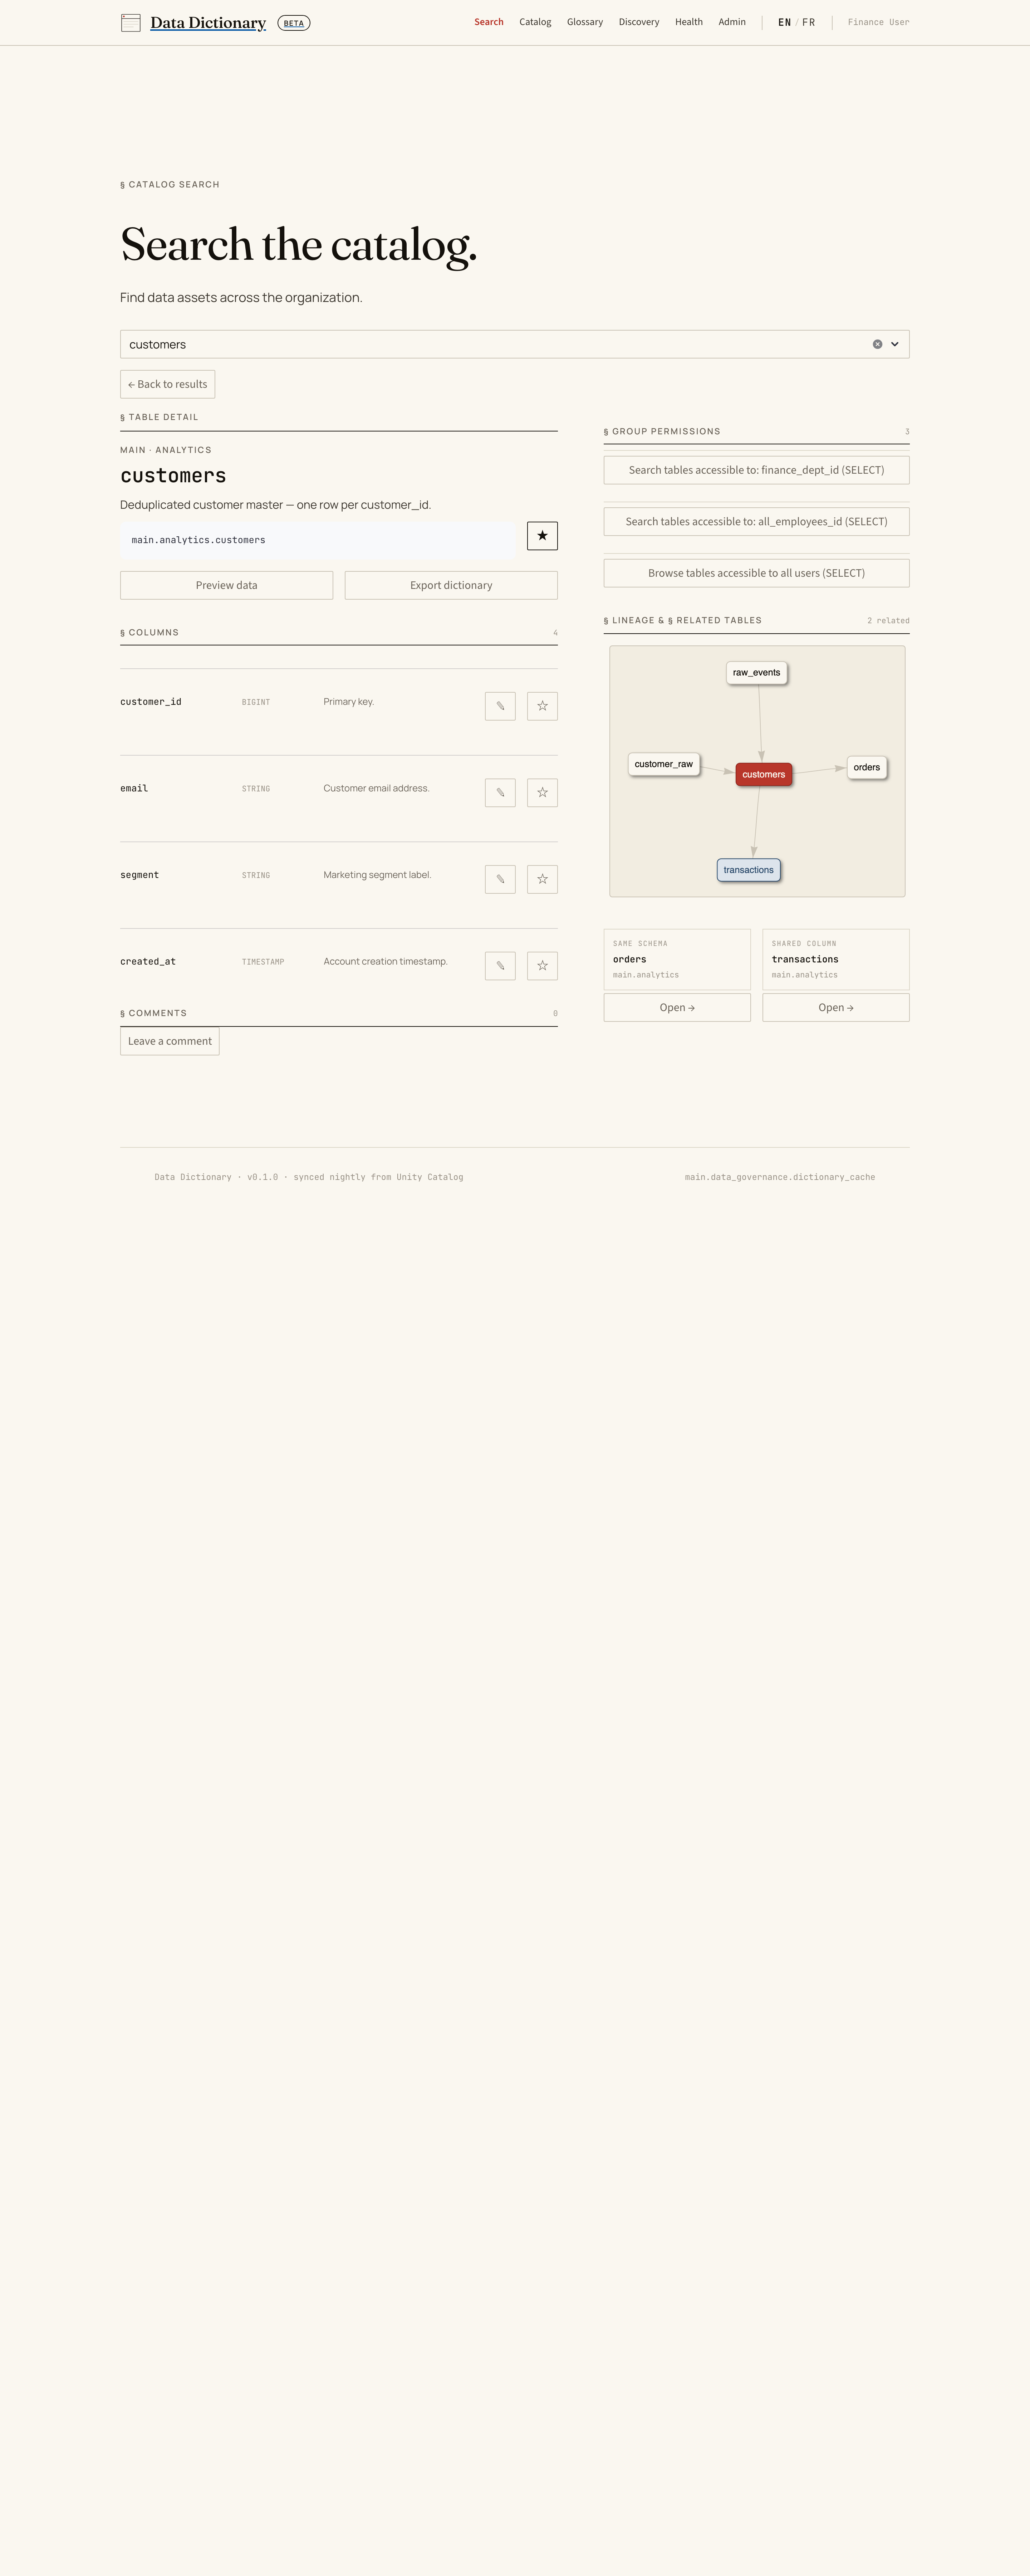 Data Dictionary BETA Search Catalog Glossary Discovery Health Admin EN / FR Finance User
§ CATALOG SEARCH
Search the catalog.
Find data assets across the organization.
customers
← Back to results
§ TABLE DETAIL
MAIN · ANALYTICS
customers
Deduplicated customer master — one row per customer_id.
main.analytics.customers
★
Preview data Export dictionary
§ COLUMNS 4
customer_id BIGINT Primary key. ✎ ☆
email STRING Customer email address. ✎ ☆
segment STRING Marketing segment label. ✎ ☆
created_at TIMESTAMP Account creation timestamp. ✎ ☆
§ COMMENTS 0
Leave a comment
§ GROUP PERMISSIONS 3
Search tables accessible to: finance_dept_id (SELECT)
Search tables accessible to: all_employees_id (SELECT)
Browse tables accessible to all users (SELECT)
§ LINEAGE & § RELATED TABLES 2 related
raw_events
customer_raw customers orders
transactions
SAME SCHEMA
orders
main.analytics
Open →
SHARED COLUMN
transactions
main.analytics
Open →
Data Dictionary · v0.1.0 · synced nightly from Unity Catalog main.data_governance.dictionary_cache